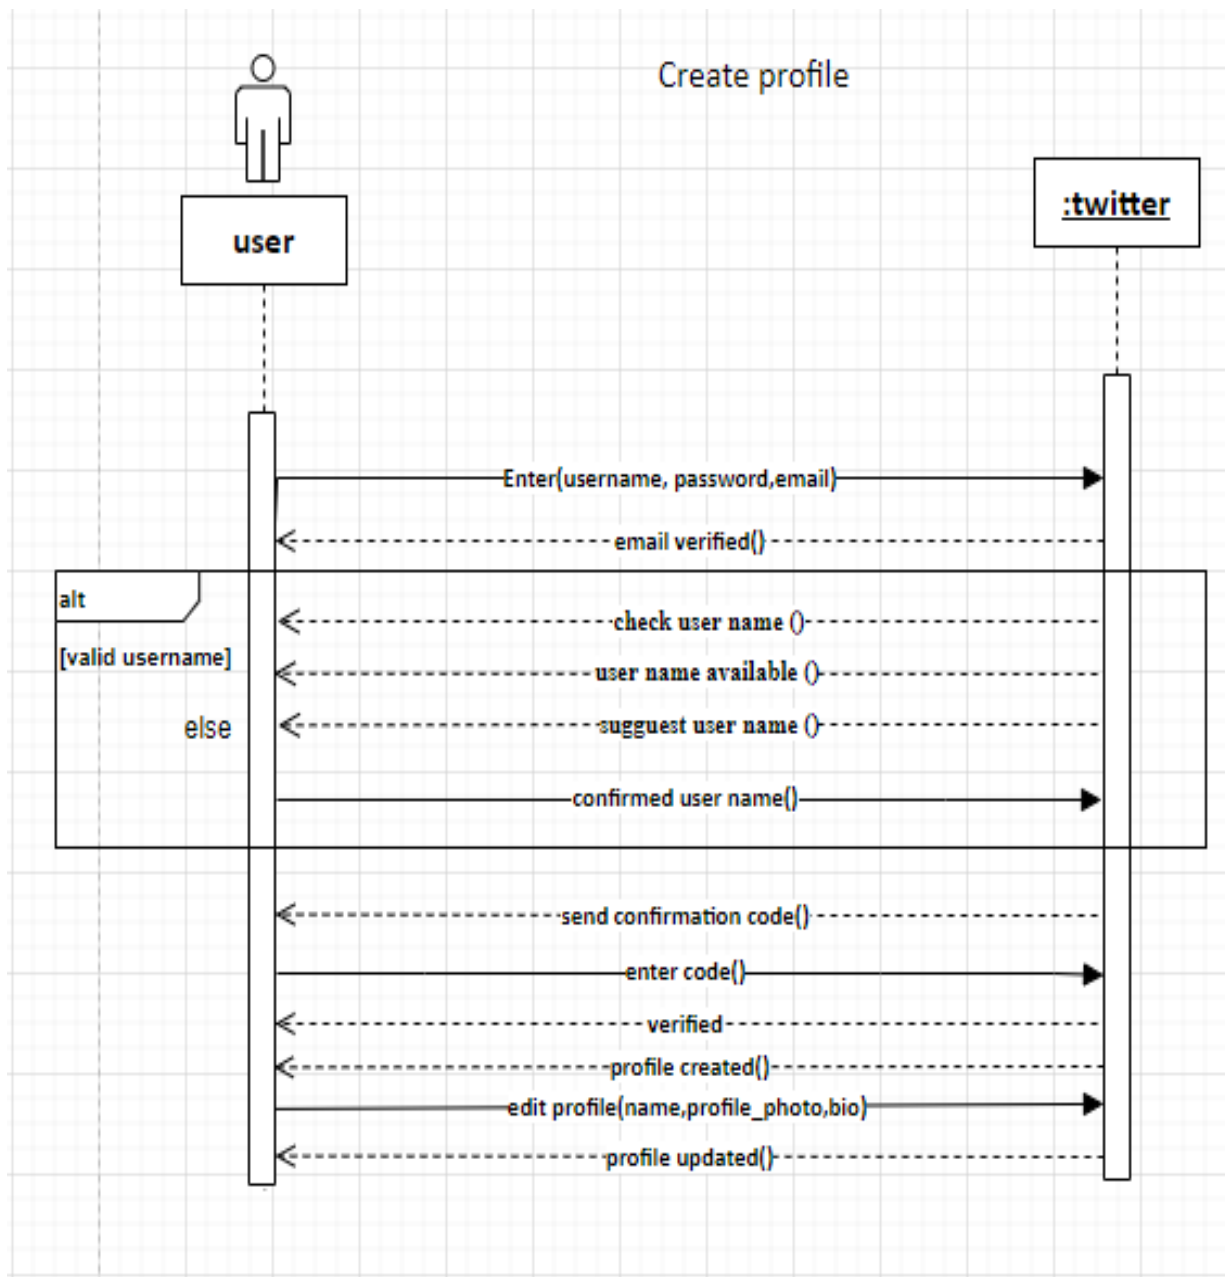 Create profile
:twitter
user
Enter(username, password,email)
email verified()
alt
check user name ()
[valid username]
user name available ()
else
sugguest user name ()
confirmed user name()
send confirmation code()
enter code()
verified
profile created()
edit profile(name,profile_photo,bio)
profile updated()